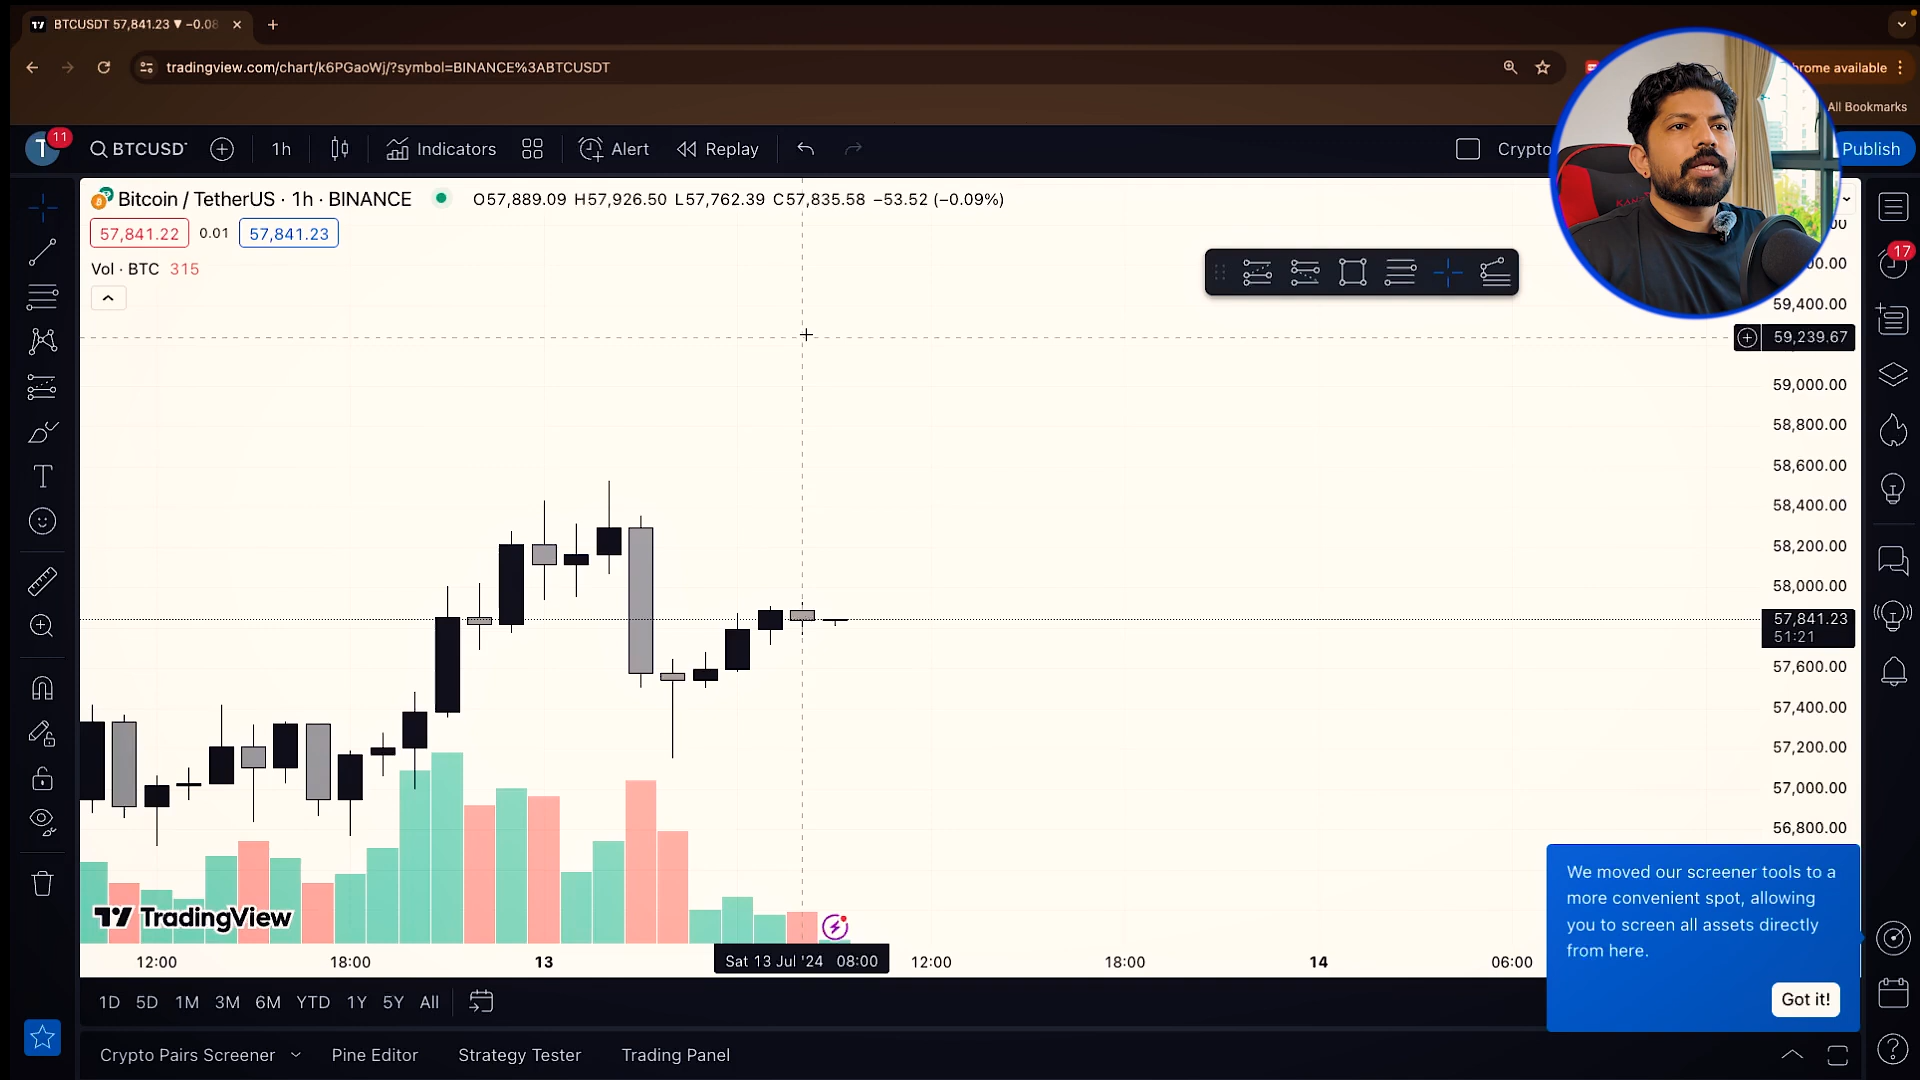 BTCUSDT 57,841.23 ▼ −0.08
tradingview.com/chart/k6PGaoWj/?symbol=BINANCE%3ABTCUSDT
hrome available
All Bookmarks
T 11
BTCUSDT
1h
Indicators
Alert
Replay
Crypto
Publish
Bitcoin / TetherUS · 1h · BINANCE
O57,889.09 H57,926.50 L57,762.39 C57,835.58 −53.52 (−0.09%)
57,841.22 0.01 57,841.23
Vol · BTC 315
17
59,400.00
59,239.67
59,000.00
58,800.00
58,600.00
58,400.00
58,200.00
58,000.00
57,841.23
51:21
57,600.00
57,400.00
57,200.00
57,000.00
56,800.00
We moved our screener tools to a
more convenient spot, allowing
you to screen all assets directly
from here.
Got it!
TradingView
12:00 18:00 13 Sat 13 Jul '24 08:00 12:00 18:00 14 06:00
1D 5D 1M 3M 6M YTD 1Y 5Y All
Crypto Pairs Screener Pine Editor Strategy Tester Trading Panel